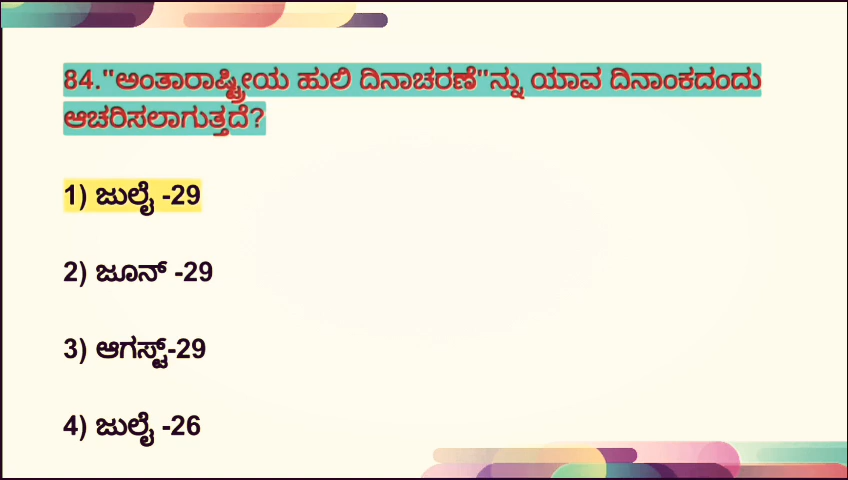 84."ಅಂತಾರಾಷ್ಟ್ರೀಯ ಹುಲಿ ದಿನಾಚರಣೆ"ನ್ನು ಯಾವ ದಿನಾಂಕದಂದು
ಆಚರಿಸಲಾಗುತ್ತದೆ?
1) ಜುಲೈ -29
2) ಜೂನ್ -29
3) ಆಗಸ್ಟ್-29
4) ಜುಲೈ -26